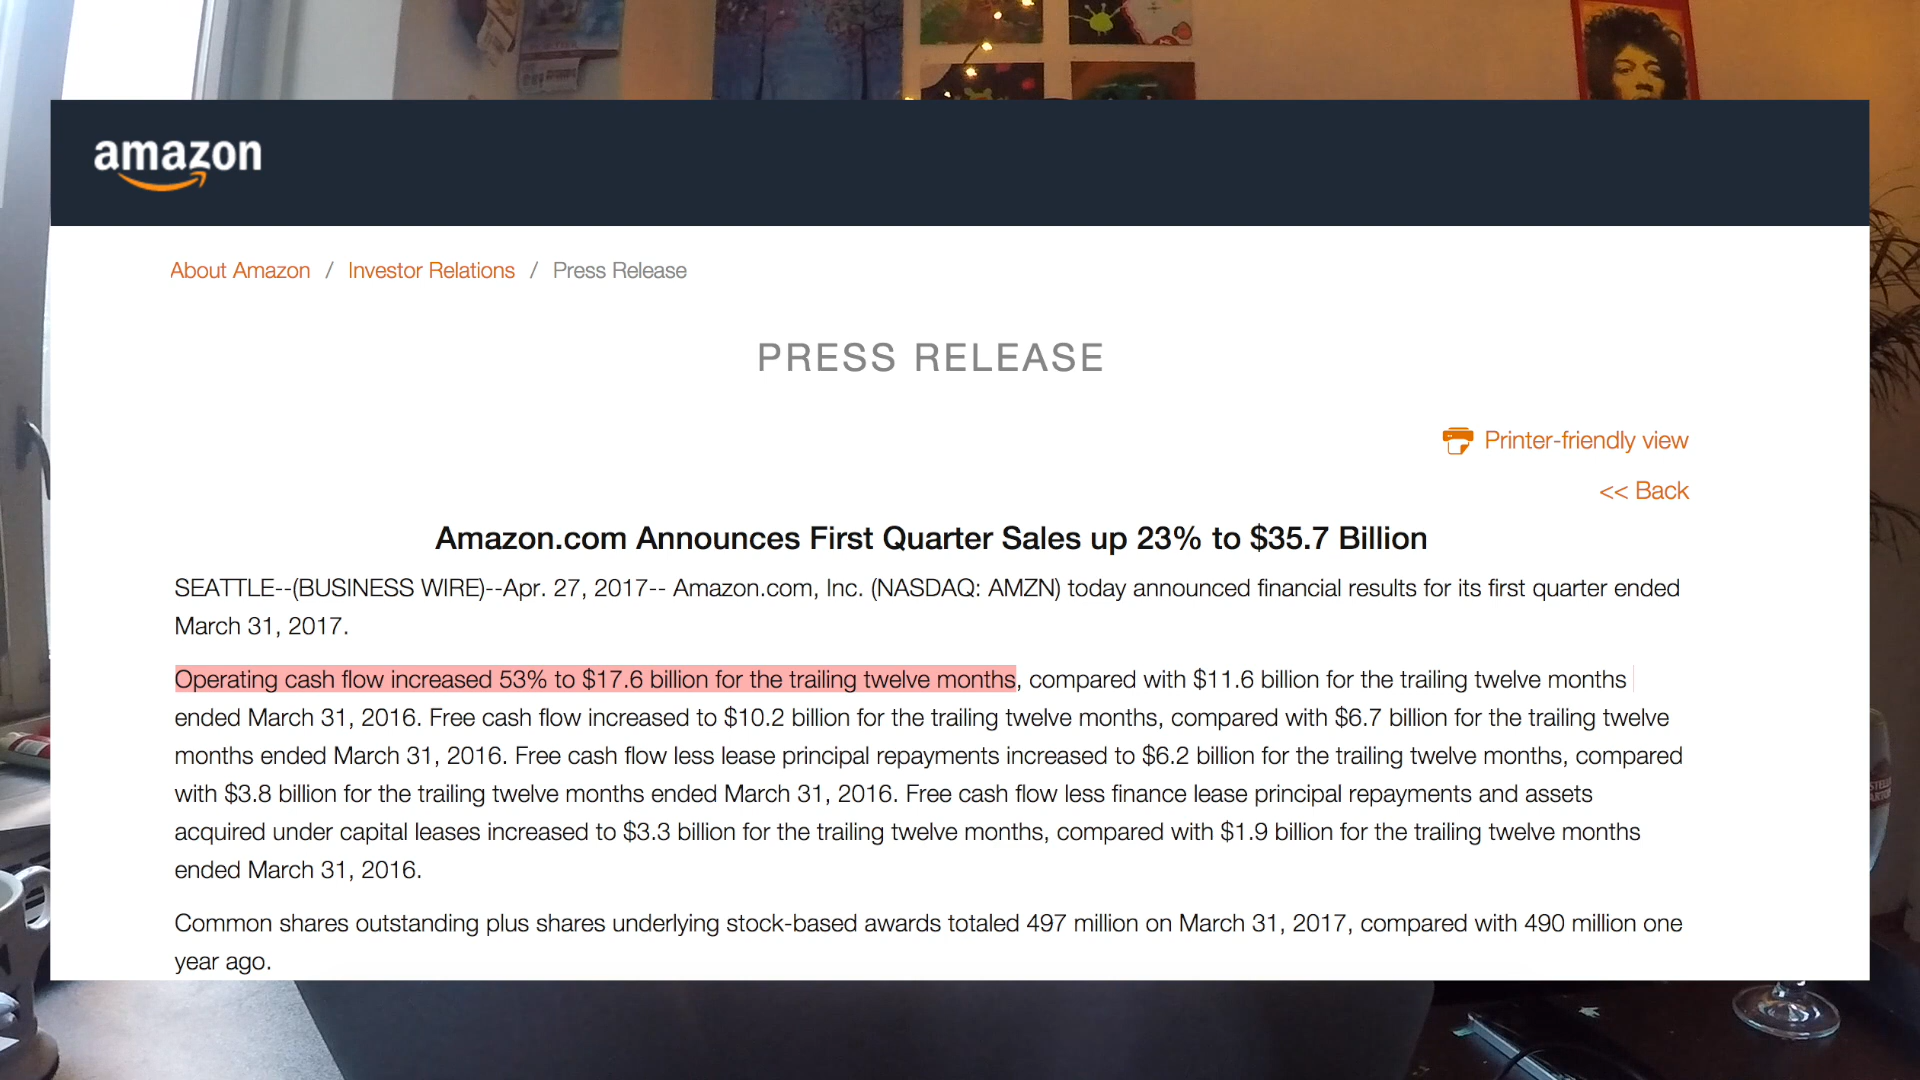 amazon
About Amazon / Investor Relations / Press Release
PRESS RELEASE
Printer-friendly view
<< Back
Amazon.com Announces First Quarter Sales up 23% to $35.7 Billion
SEATTLE--(BUSINESS WIRE)--Apr. 27, 2017-- Amazon.com, Inc. (NASDAQ: AMZN) today announced financial results for its first quarter ended
March 31, 2017.
Operating cash flow increased 53% to $17.6 billion for the trailing twelve months, compared with $11.6 billion for the trailing twelve months
ended March 31, 2016. Free cash flow increased to $10.2 billion for the trailing twelve months, compared with $6.7 billion for the trailing twelve
months ended March 31, 2016. Free cash flow less lease principal repayments increased to $6.2 billion for the trailing twelve months, compared
with $3.8 billion for the trailing twelve months ended March 31, 2016. Free cash flow less finance lease principal repayments and assets
acquired under capital leases increased to $3.3 billion for the trailing twelve months, compared with $1.9 billion for the trailing twelve months
ended March 31, 2016.
Common shares outstanding plus shares underlying stock-based awards totaled 497 million on March 31, 2017, compared with 490 million one
year ago.